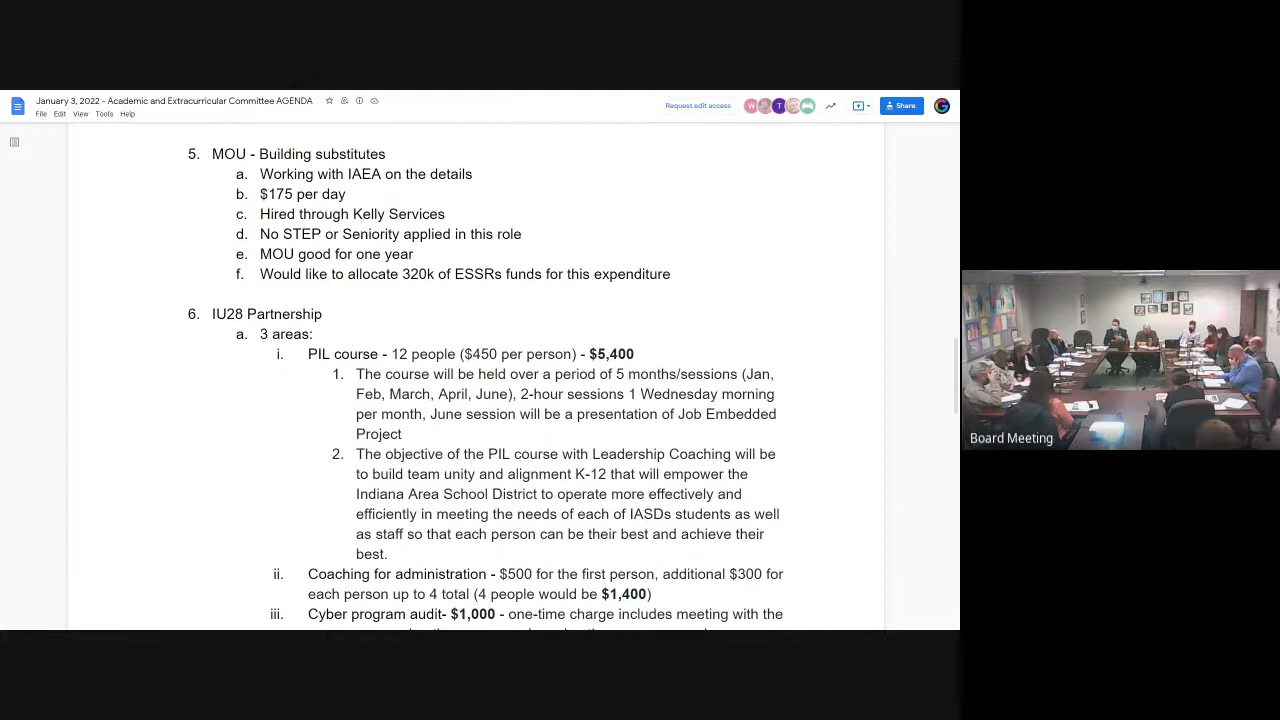 January 3, 2022 - Academic and Extracurricular Committee AGENDA
File Edit View Tools Help
Request edit access
W
T
Share
5. MOU - Building substitutes
a. Working with IAEA on the details
b. $175 per day
c. Hired through Kelly Services
d. No STEP or Seniority applied in this role
e. MOU good for one year
f. Would like to allocate 320k of ESSRs funds for this expenditure
6. IU28 Partnership
a. 3 areas:
i. PIL course - 12 people ($450 per person) - $5,400
1. The course will be held over a period of 5 months/sessions (Jan,
Feb, March, April, June), 2-hour sessions 1 Wednesday morning
per month, June session will be a presentation of Job Embedded
Project
2. The objective of the PIL course with Leadership Coaching will be
to build team unity and alignment K-12 that will empower the
Indiana Area School District to operate more effectively and
efficiently in meeting the needs of each of IASDs students as well
as staff so that each person can be their best and achieve their
best.
ii. Coaching for administration - $500 for the first person, additional $300 for
each person up to 4 total (4 people would be $1,400)
iii. Cyber program audit- $1,000 - one-time charge includes meeting with the
Board Meeting